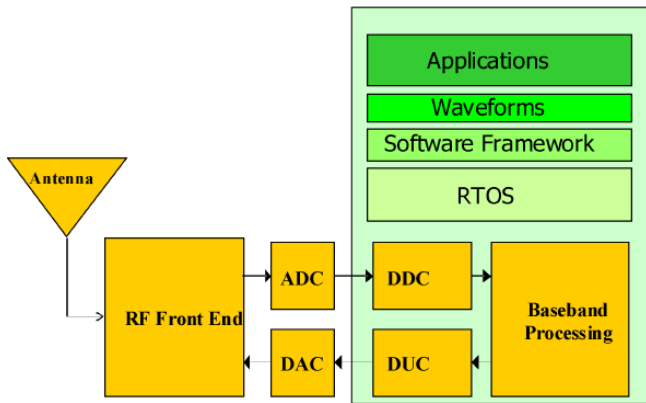 Applications
Waveforms
Software Framework
RTOS
Antenna
RF Front End
ADC
DDC
Baseband
Processing
DAC
DUC